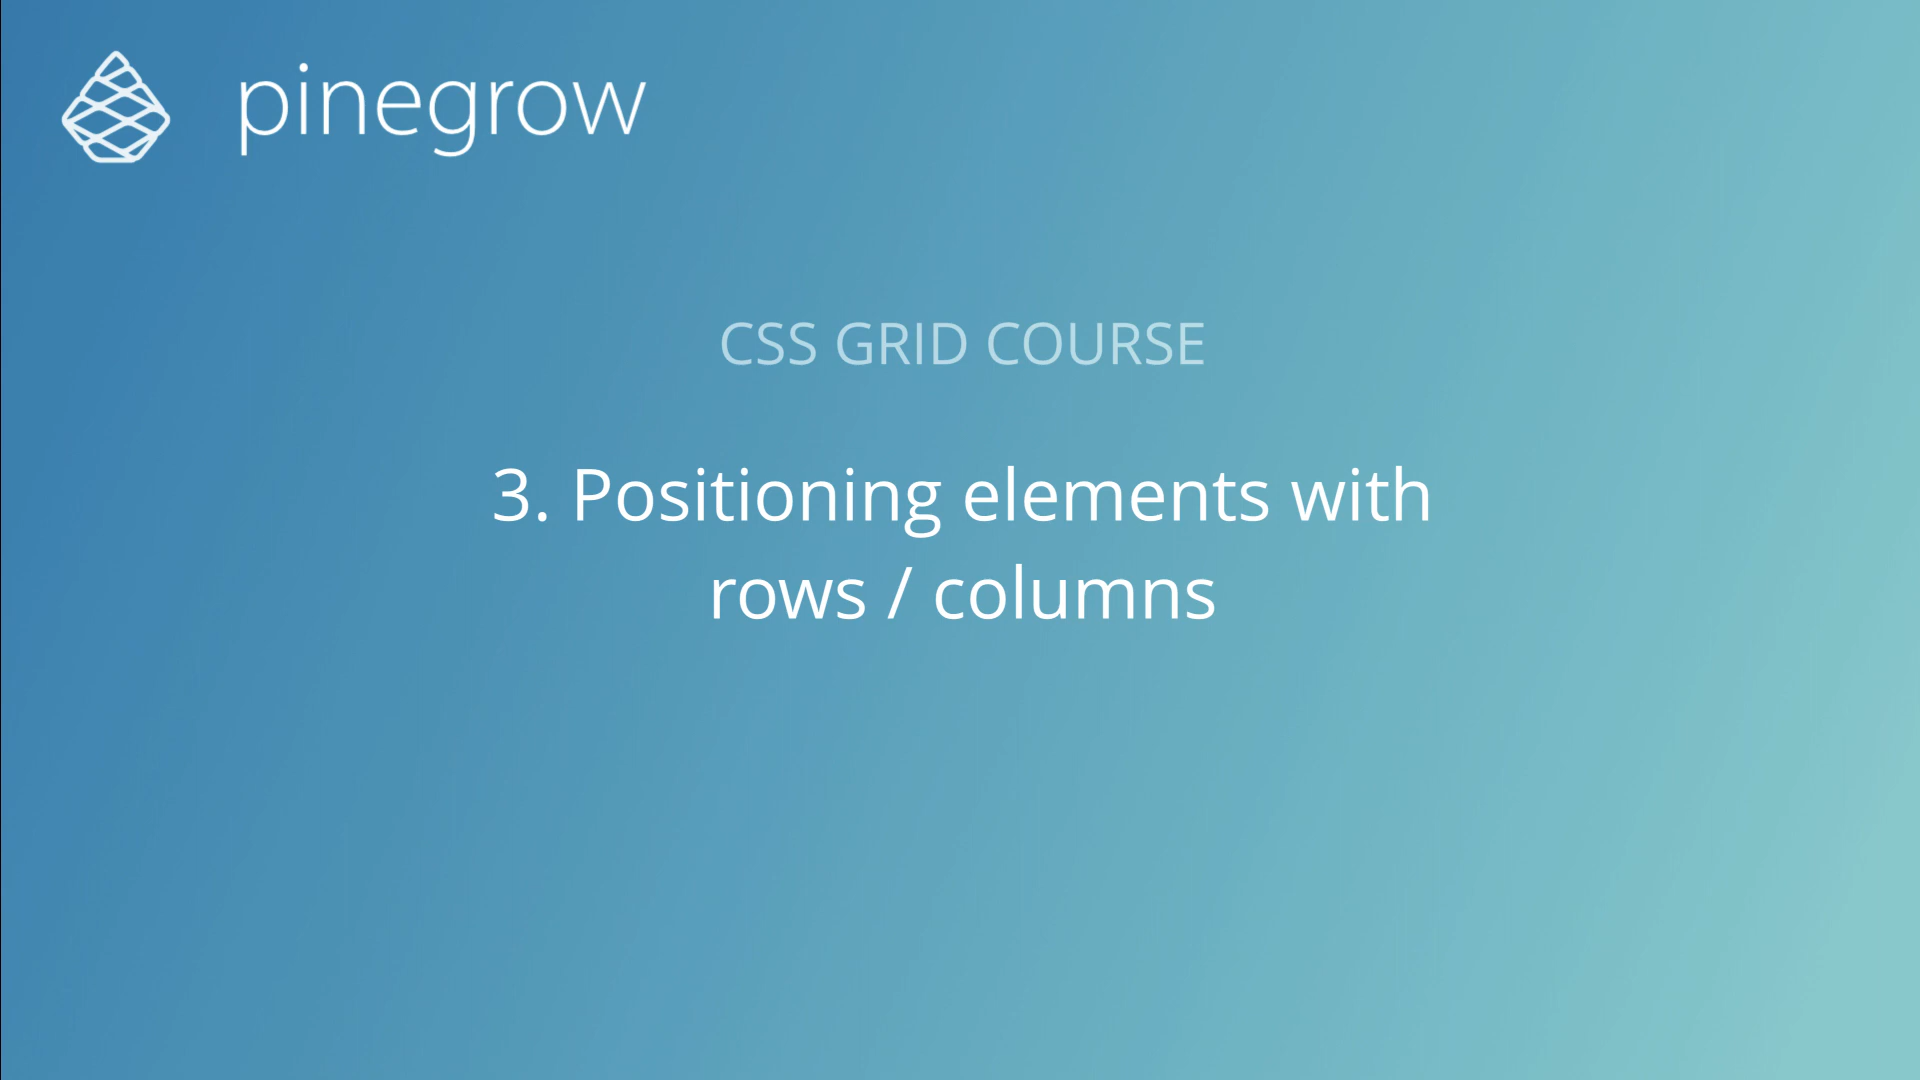 pinegrow
CSS GRID COURSE
3. Positioning elements with
rows / columns